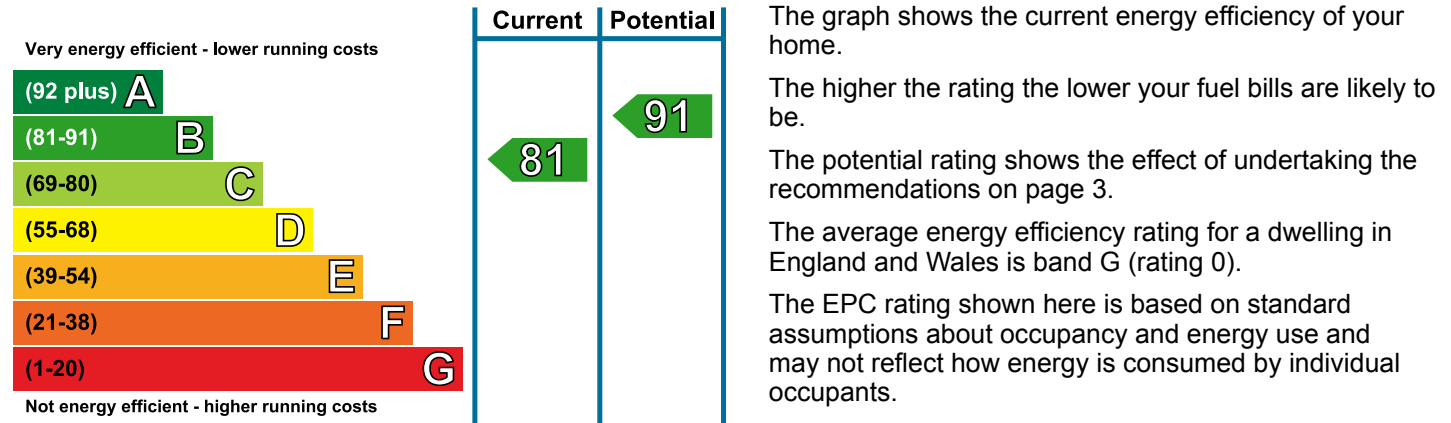 Current Potential
Very energy efficient - lower running costs
(92 plus) A
(81-91) B
(69-80) C
(55-68) D
(39-54) E
(21-38) F
(1-20) G
Not energy efficient - higher running costs
81
91
The graph shows the current energy efficiency of your
home.
The higher the rating the lower your fuel bills are likely to
be.
The potential rating shows the effect of undertaking the
recommendations on page 3.
The average energy efficiency rating for a dwelling in
England and Wales is band G (rating 0).
The EPC rating shown here is based on standard
assumptions about occupancy and energy use and
may not reflect how energy is consumed by individual
occupants.